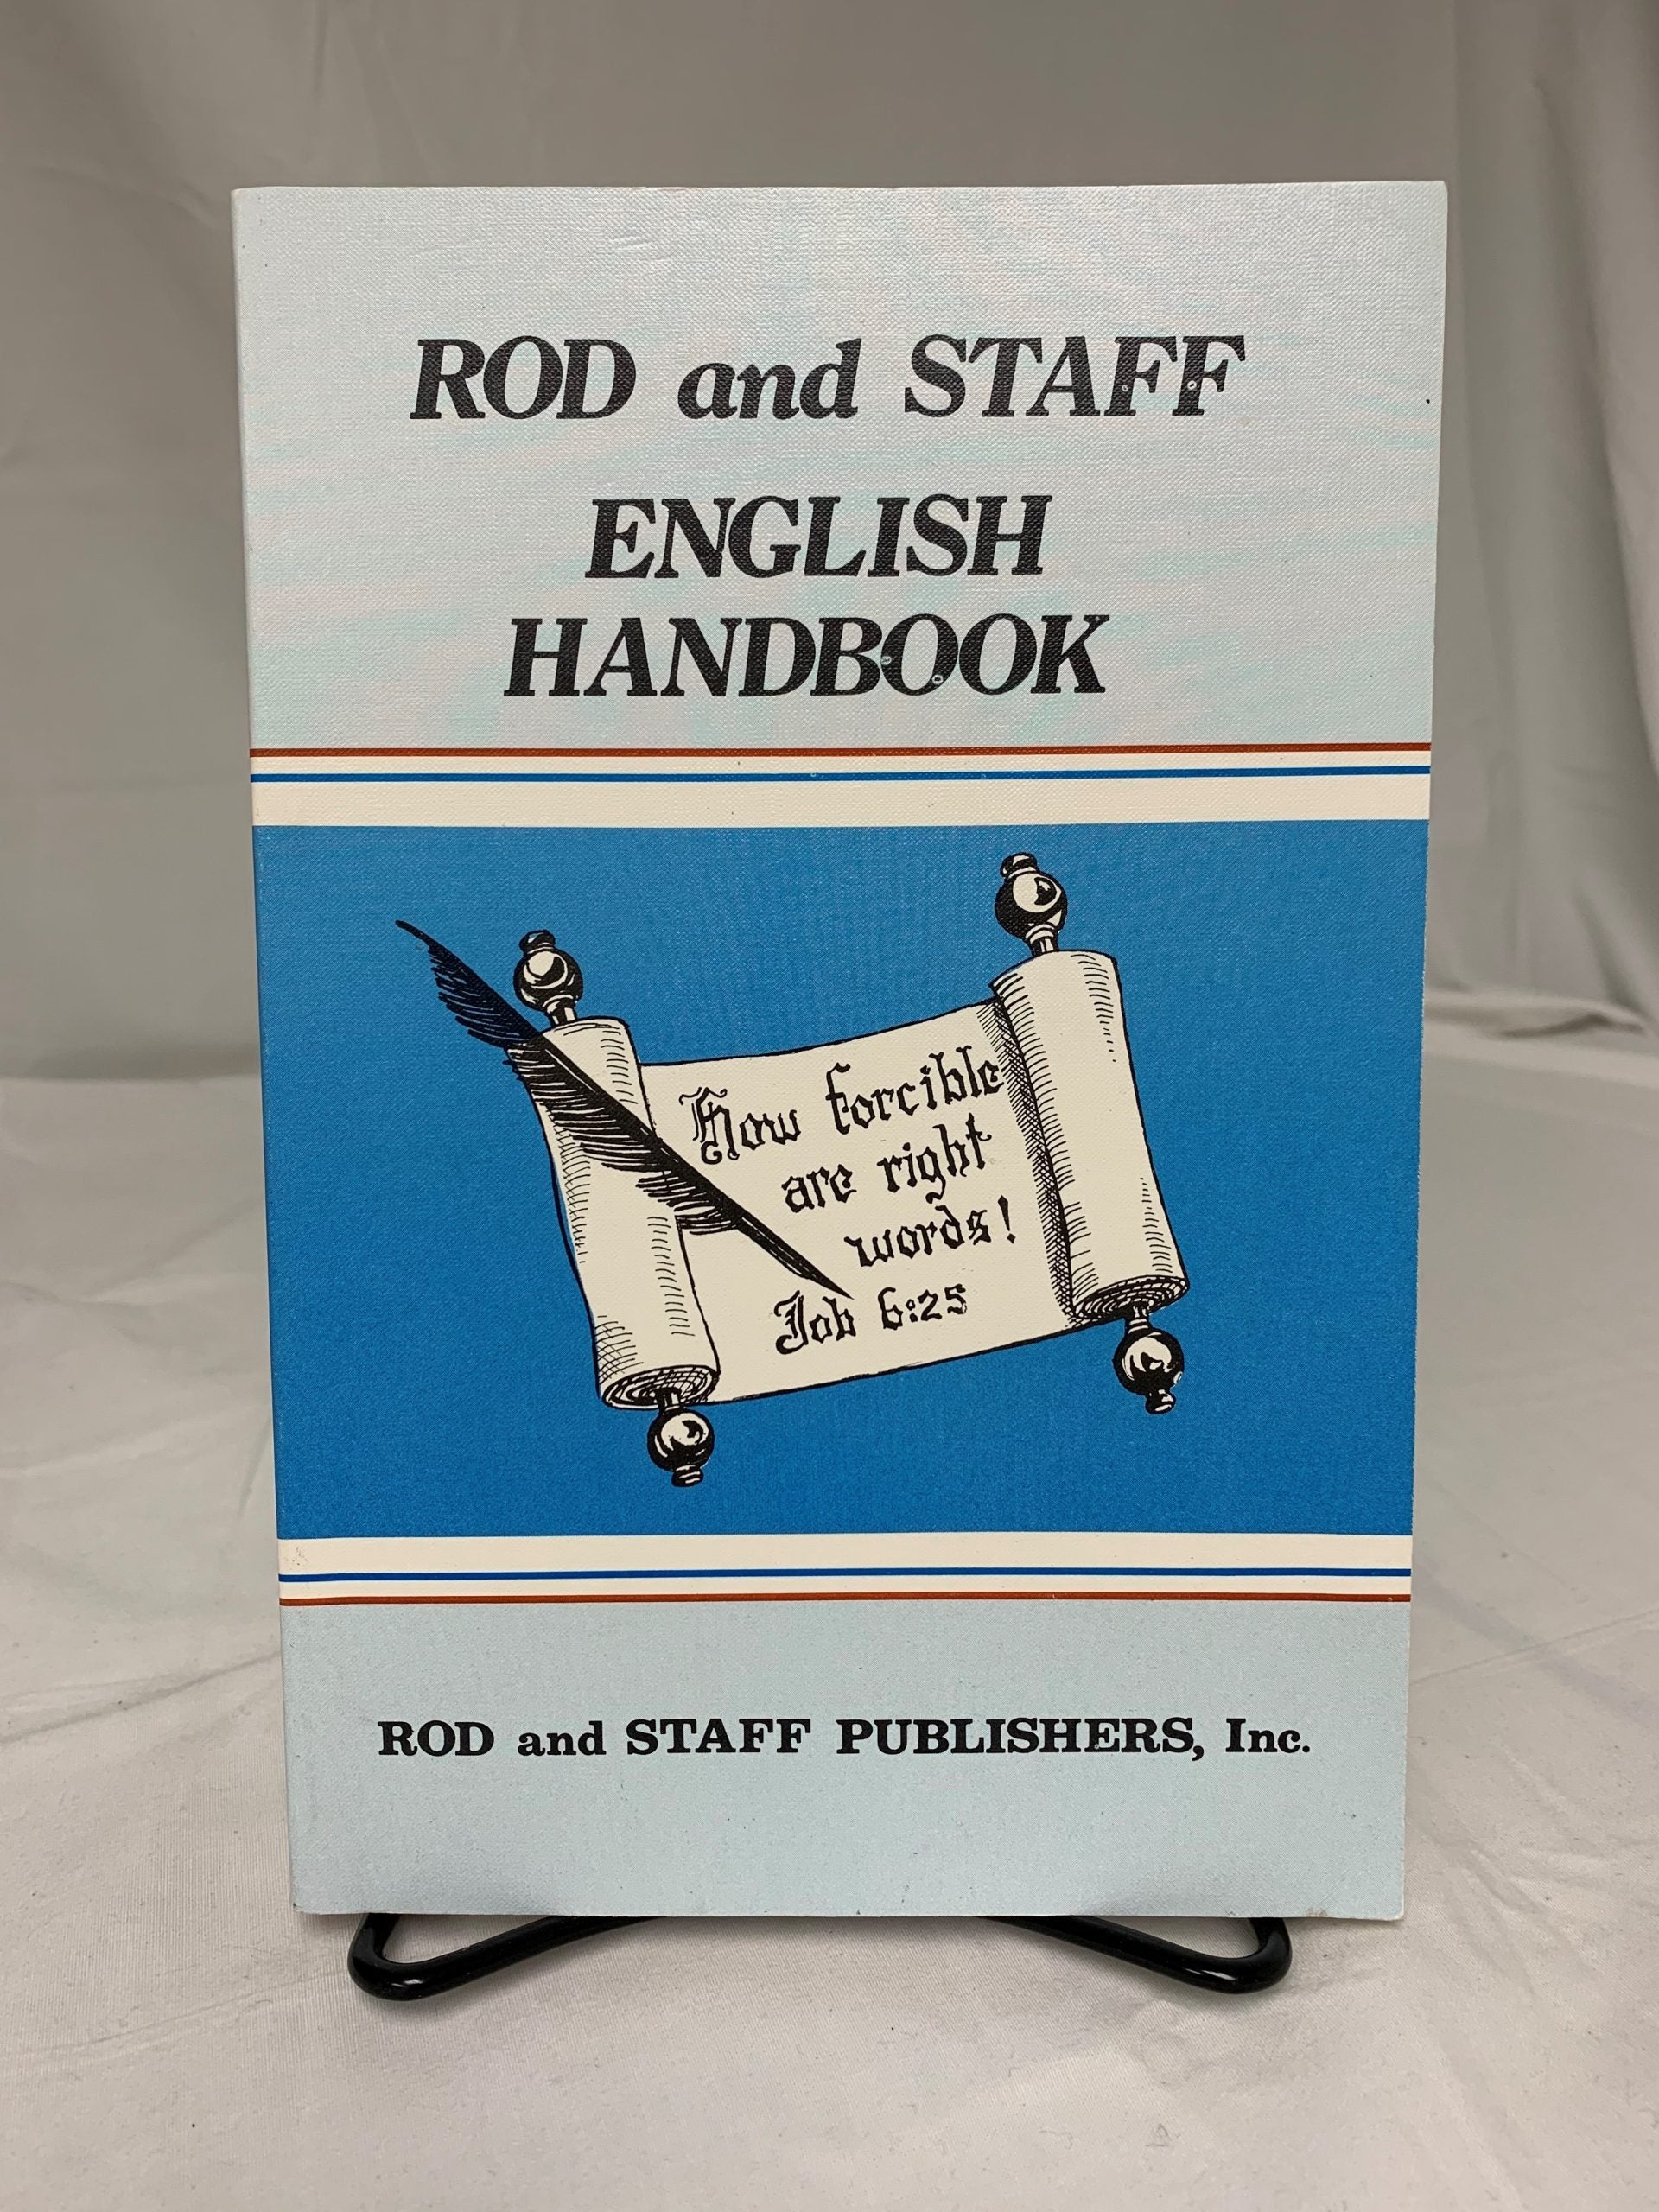 ROD and STAFF
ENGLISH
HANDBOOK
How forcible
are right
words!
Job 6:25
ROD and STAFF PUBLISHERS, Inc.